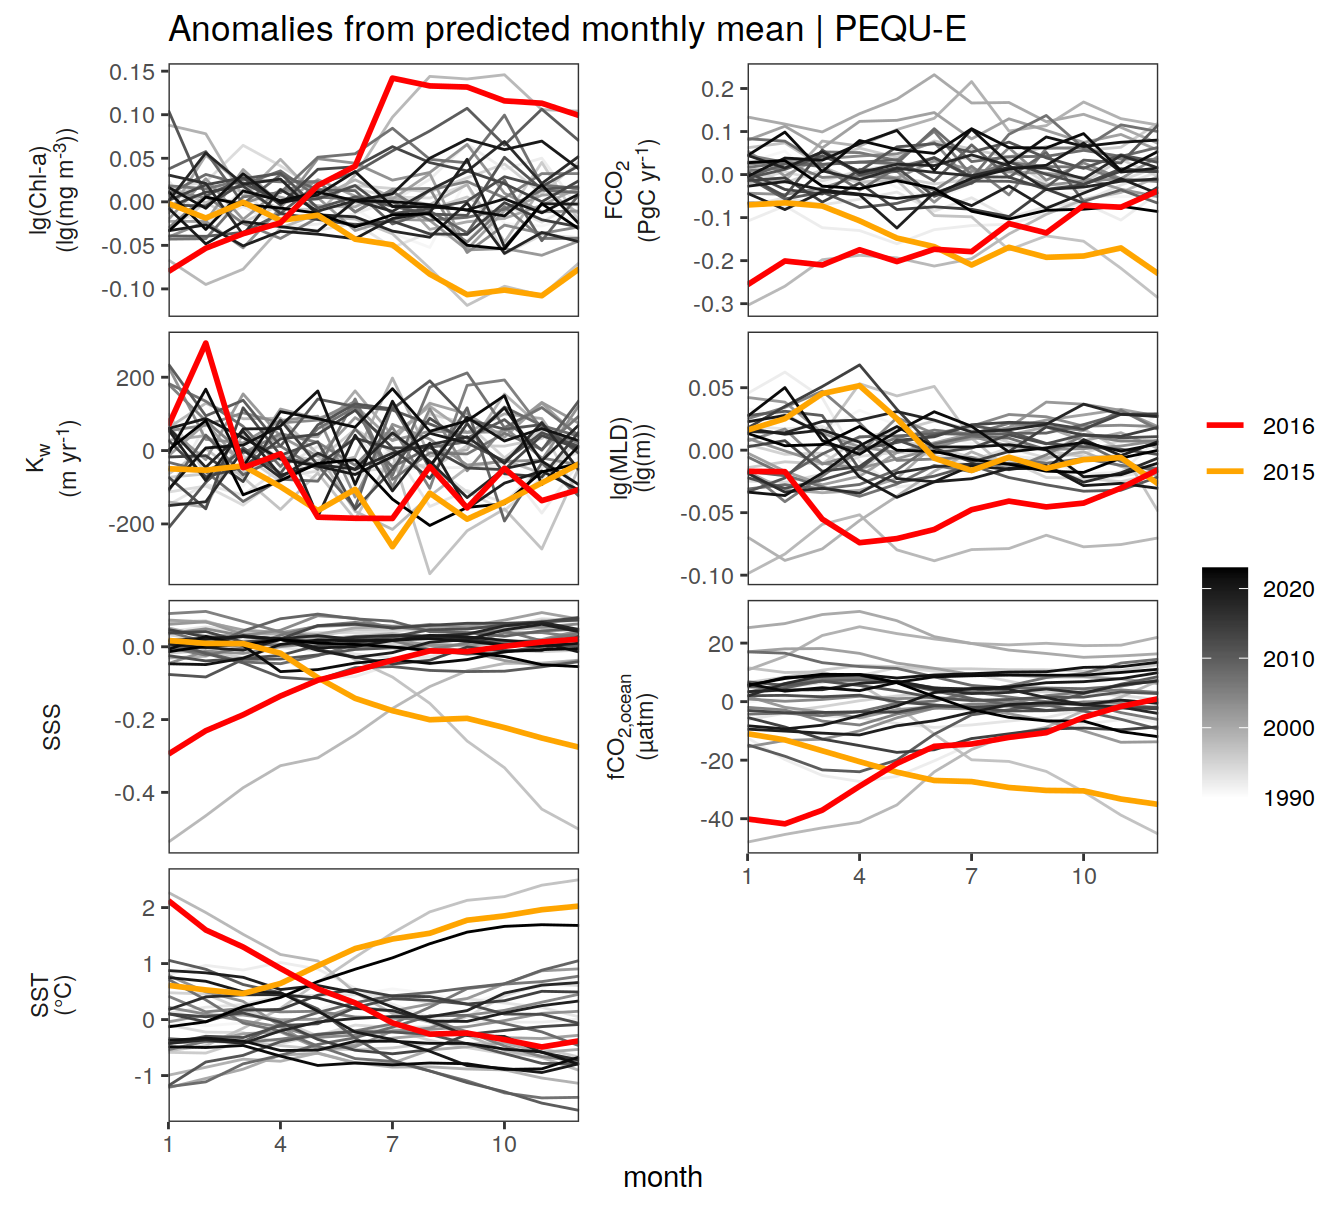 Anomalies from predicted monthly mean | PEQU-E
lg(Chl-a)
(lg(mg m⁻³))
0.15
0.10
0.05
0.00
-0.05
-0.10
FCO₂
(PgC yr⁻¹)
0.2
0.1
0.0
-0.1
-0.2
-0.3
K_w
(m yr⁻¹)
200
0
-200
lg(MLD)
(lg(m))
0.05
0.00
-0.05
-0.10
SSS
0.0
-0.2
-0.4
fCO₂,ocean
(µatm)
20
0
-20
-40
1 4 7 10
SST
(°C)
2
1
0
-1
1 4 7 10
month
2016
2015
2020
2010
2000
1990